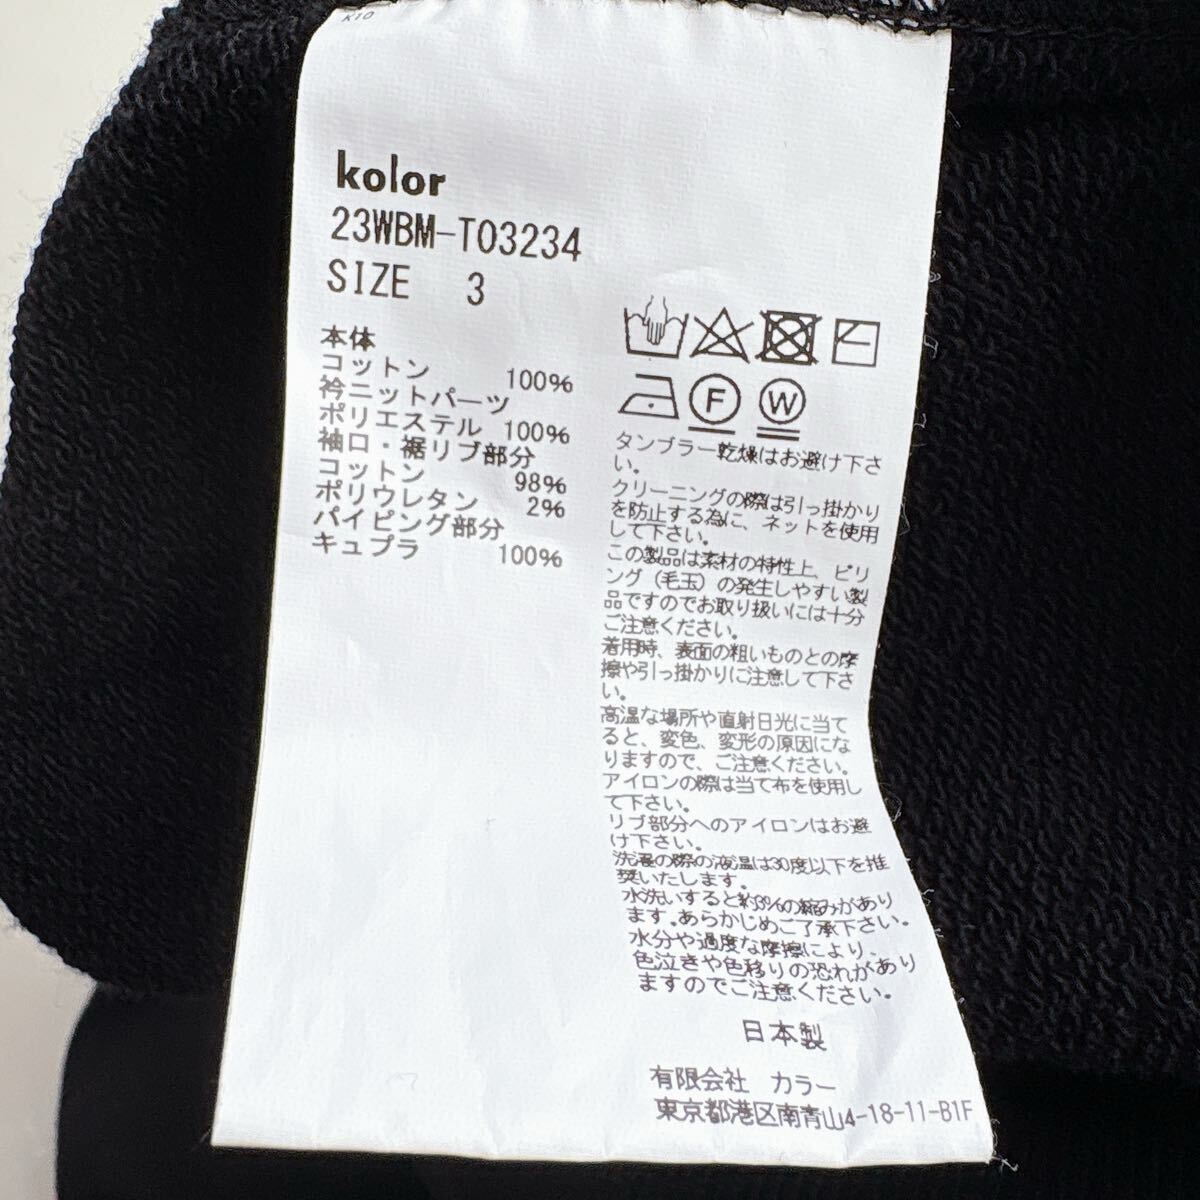 K10
kolor
23WBM-T03234
SIZE 3
本体
コットン 100%
衿ニットパーツ
ポリエステル 100%
袖口・裾リブ部分
コットン 98%
ポリウレタン 2%
パイピング部分
キュプラ 100%
F W
タンブラー乾燥はお避け下さ
い。
クリーニングの際は引っ掛かり
を防止する為に、ネットを使用
して下さい。
この製品は素材の特性上、ピリ
ング(毛玉)の発生しやすい製
品ですのでお取り扱いには十分
ご注意ください。
着用時、表面の粗いものとの摩
擦や引っ掛かりに注意して下さ
い。
高温な場所や直射日光に当て
ると、変色、変形の原因にな
りますので、ご注意ください。
アイロンの際は当て布を使用し
て下さい。
リブ部分へのアイロンはお避
け下さい。
洗濯の際の液温は30度以下を推
奨いたします。
水洗いすると約3%の縮みがあり
ます。あらかじめご了承下さい。
水分や過度な摩擦により、
色泣きや色移りの恐れがあり
ますのでご注意ください。
日本製
有限会社 カラー
東京都港区南青山4-18-11-B1F